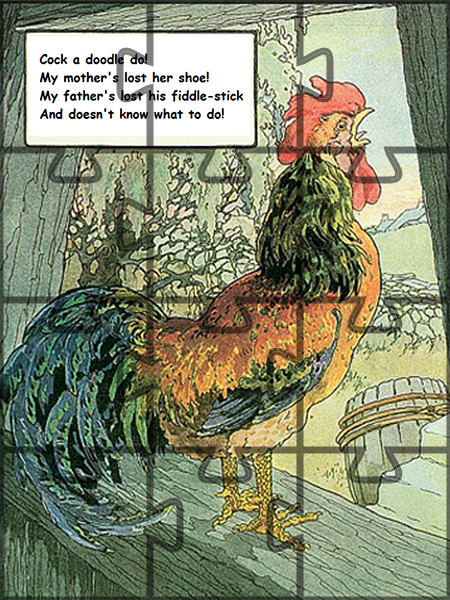 Cock a doodle do!
My mother's lost her shoe!
My father's lost his fiddle-stick
And doesn't know what to do!